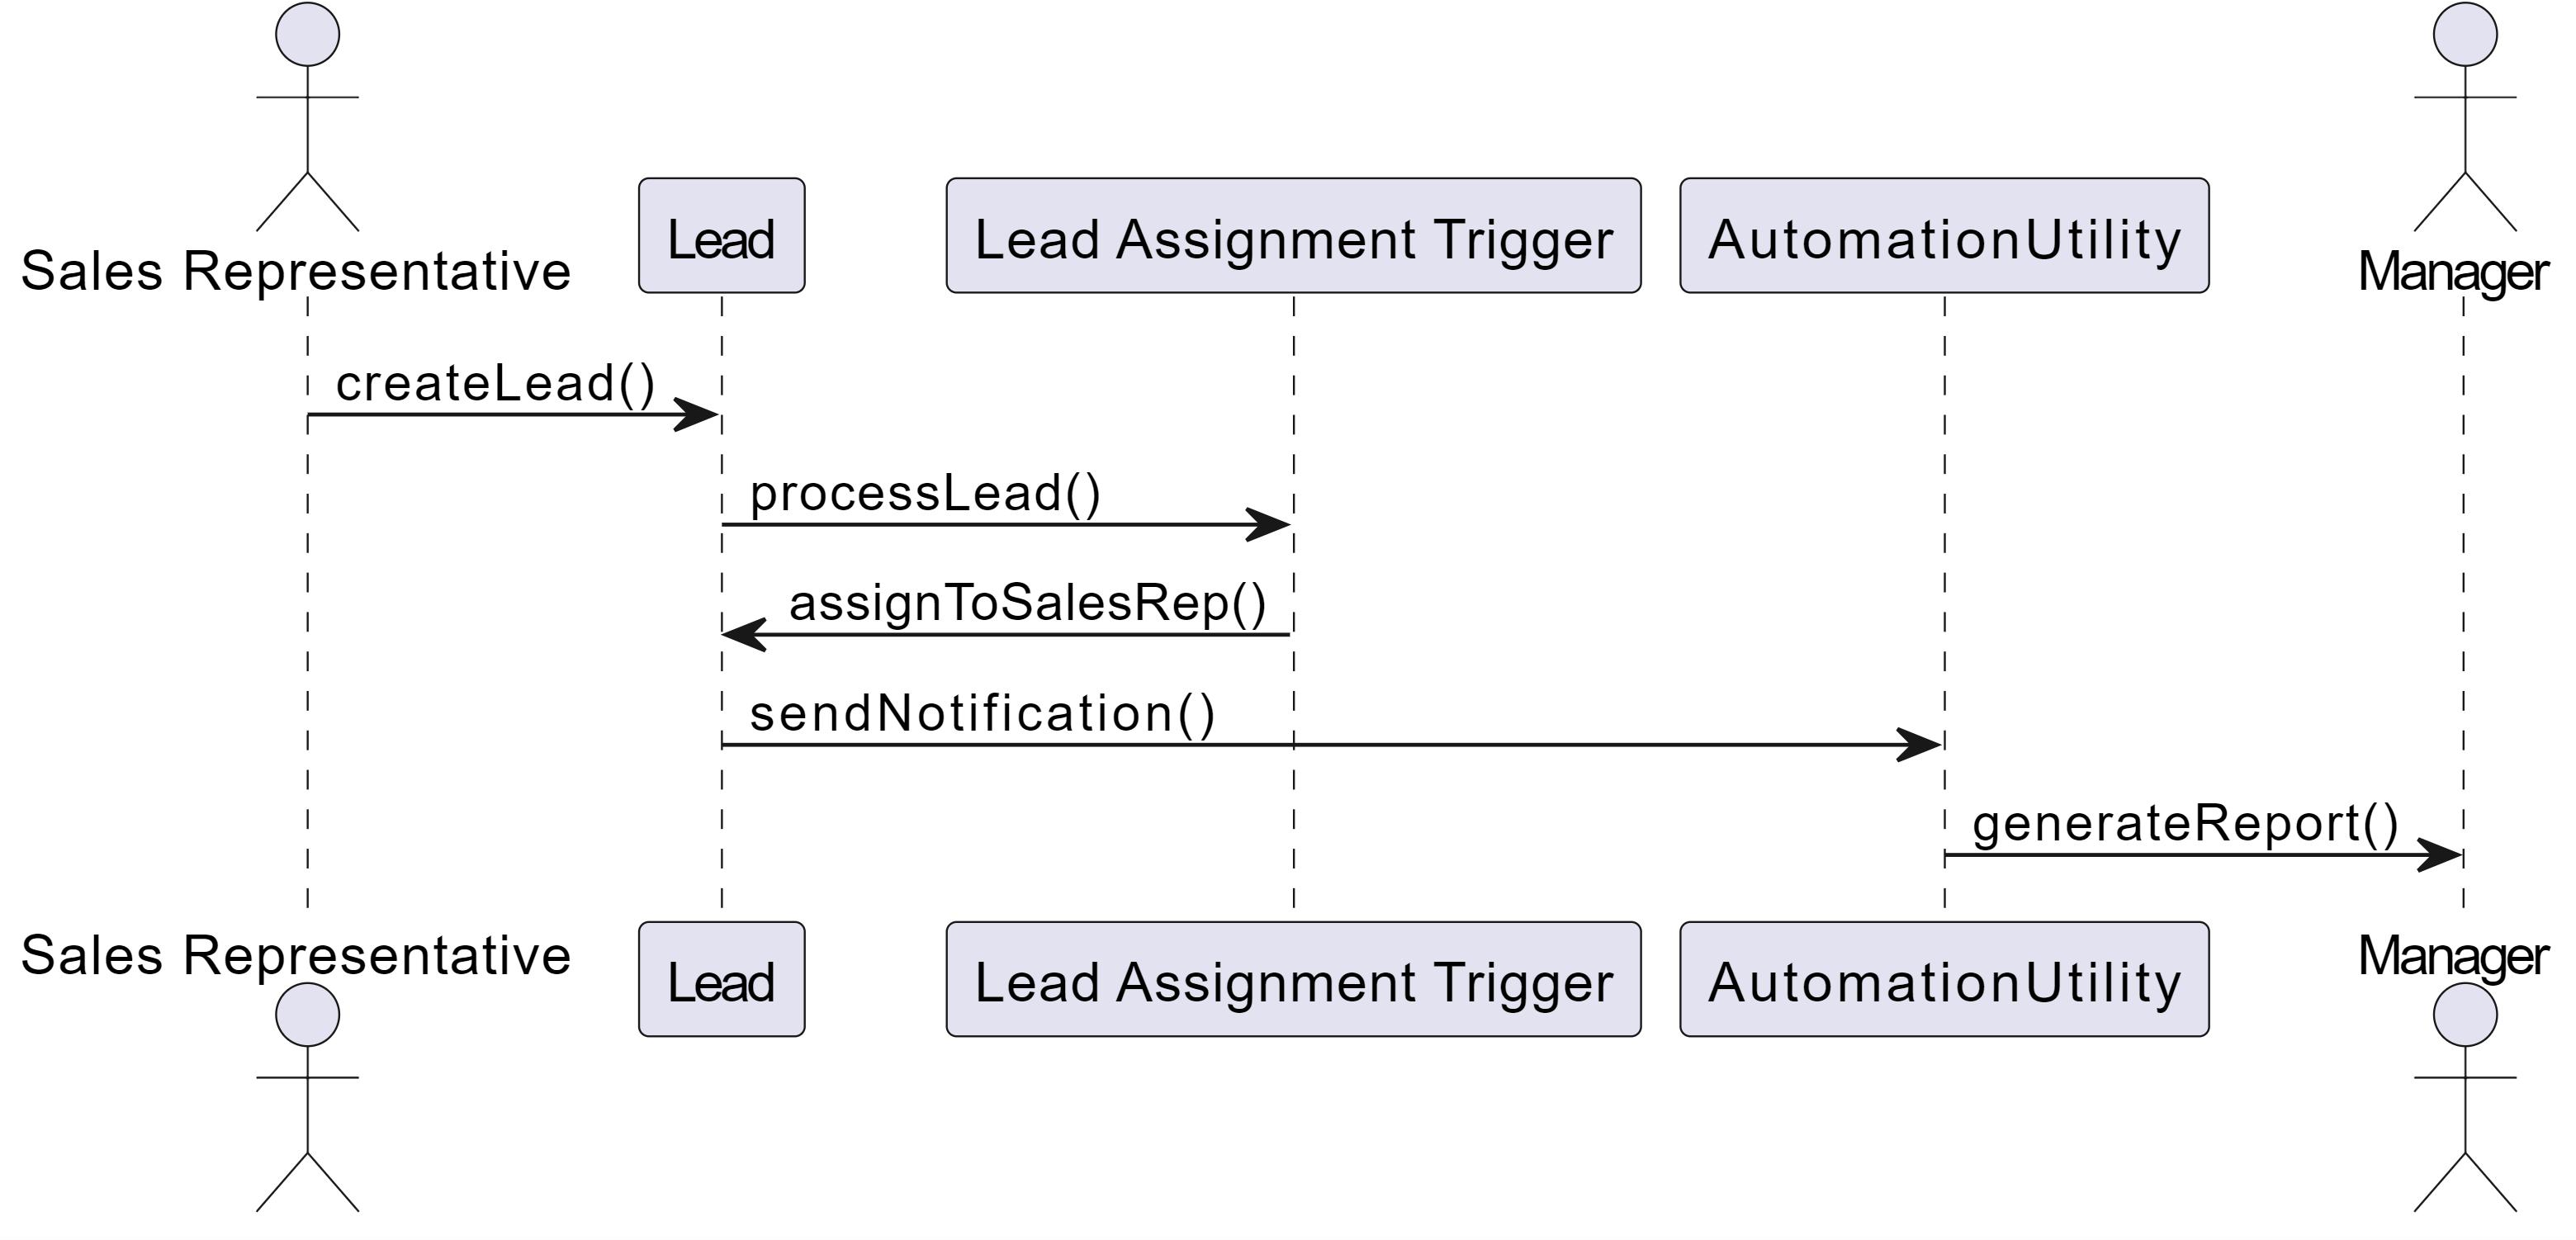 Sales Representative
Lead
Lead Assignment Trigger
AutomationUtility
Manager
createLead()
processLead()
assignToSalesRep()
sendNotification()
generateReport()
Sales Representative
Lead
Lead Assignment Trigger
AutomationUtility
Manager